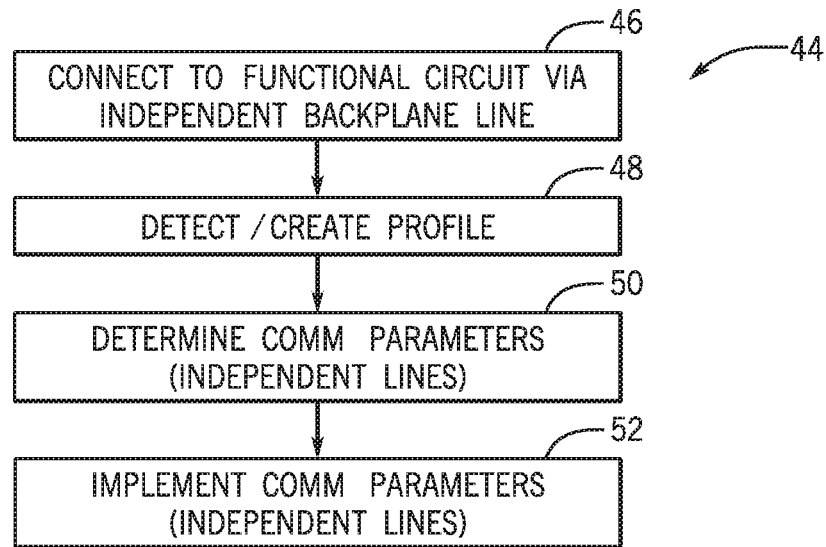 46
44
CONNECT TO FUNCTIONAL CIRCUIT VIA
INDEPENDENT BACKPLANE LINE
48
DETECT / CREATE PROFILE
50
DETERMINE COMM PARAMETERS
(INDEPENDENT LINES)
52
IMPLEMENT COMM PARAMETERS
(INDEPENDENT LINES)